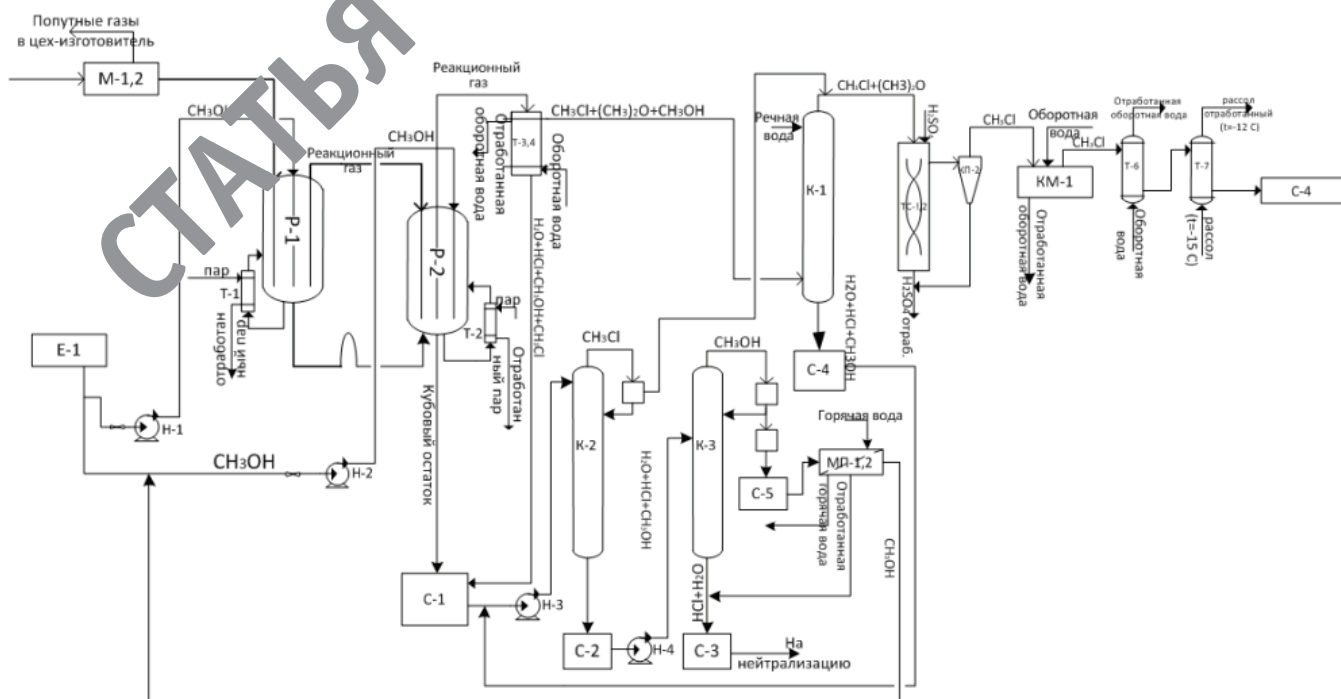 СТАТЬЯ
Попутные газы
в цех-изготовитель
М-1,2
Реакционный
газ
CH₃Cl+(CH₃)₂O+CH₃OH
CH₃OH
Т-3,4
Отработанная
оборотная вода
Оборотная вода
Реакционный
газ
Р-1
Р-2
пар
Т-1
отработан
ный пар
пар
Т-2
Отработан
ный пар
H₂O+HCl+CH₃OH+CH₃Cl
Кубовый остаток
Е-1
Н-1
CH₃OH
Н-2
С-1
Н-3
CH₃Cl
К-2
С-2
Н-4
H₂O+HCl+CH₃OH
CH₃OH
К-3
HCl+H2O
С-3
На
нейтрализацию
С-5
Горячая вода
МП-1,2
Отработанная
горячая вода
CH₃OH
Речная
вода
К-1
С-4
H2O+HCl+CH3OH
CH₃Cl+(CH3)₂O
ТС-1,2
H2SO4 отраб.
КП-2
CH₃Cl
Оборотная
вода
КМ-1
Отработанная
оборотная вода
CH₃Cl
Отработанная
оборотная вода
Т-6
Оборотная
вода
рассол
отработанный
(t=-12 C)
Т-7
рассол
(t=-15 C)
С-4